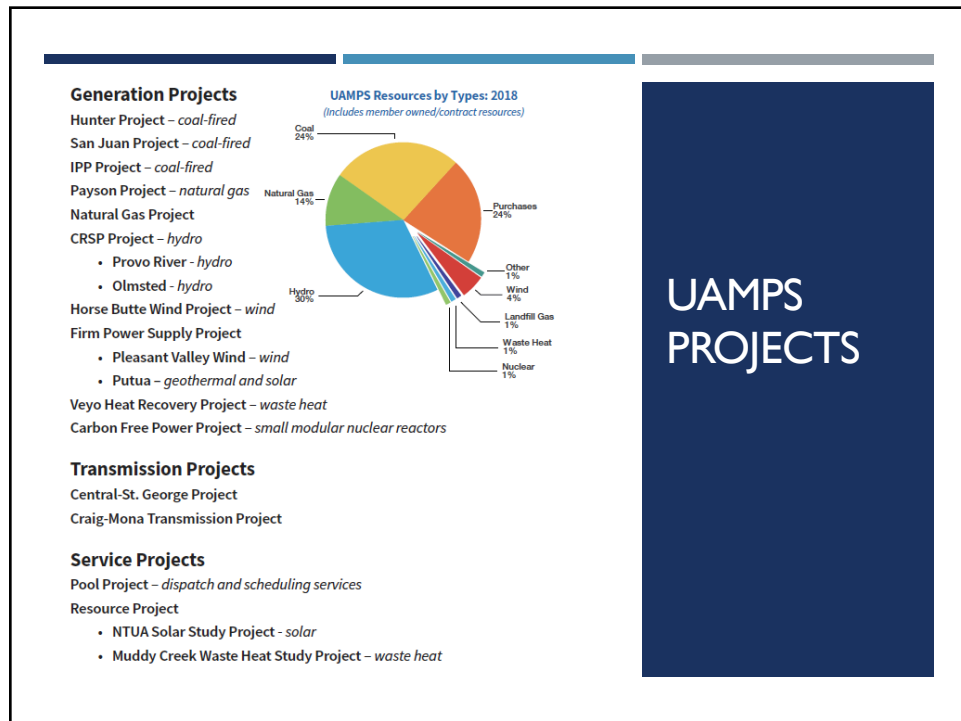 Generation Projects
Hunter Project – coal-fired
San Juan Project – coal-fired
IPP Project – coal-fired
Payson Project – natural gas
Natural Gas Project
CRSP Project – hydro
• Provo River - hydro
• Olmsted - hydro
Horse Butte Wind Project – wind
Firm Power Supply Project
• Pleasant Valley Wind – wind
• Putua – geothermal and solar
Veyo Heat Recovery Project – waste heat
Carbon Free Power Project – small modular nuclear reactors
Transmission Projects
Central-St. George Project
Craig-Mona Transmission Project
Service Projects
Pool Project – dispatch and scheduling services
Resource Project
• NTUA Solar Study Project - solar
• Muddy Creek Waste Heat Study Project – waste heat
UAMPS Resources by Types: 2018
(Includes member owned/contract resources)
Coal
24%
Natural Gas
14%
Hydro
30%
Purchases
24%
Other
1%
Wind
4%
Landfill Gas
1%
Waste Heat
1%
Nuclear
1%
UAMPS
PROJECTS